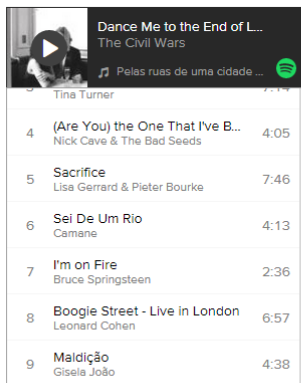 Dance Me to the End of L...
The Civil Wars
Pelas ruas de uma cidade ...
Tina Turner
4 (Are You) the One That I've B... 4:05
Nick Cave & The Bad Seeds
5 Sacrifice 7:46
Lisa Gerrard & Pieter Bourke
6 Sei De Um Rio 4:13
Camane
7 I'm on Fire 2:36
Bruce Springsteen
8 Boogie Street - Live in London 6:57
Leonard Cohen
9 Maldição 4:38
Gisela João